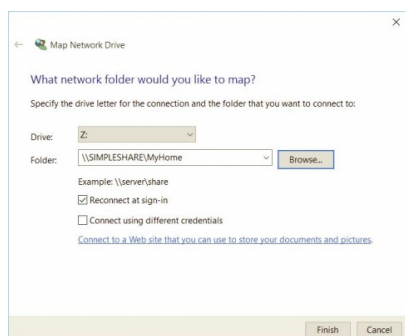 Map Network Drive
What network folder would you like to map?
Specify the drive letter for the connection and the folder that you want to connect to:
Drive: Z:
Folder: \\SIMPLESHARE\MyHome Browse...
Example: \\server\share
Reconnect at sign-in
Connect using different credentials
Connect to a Web site that you can use to store your documents and pictures.
Finish Cancel